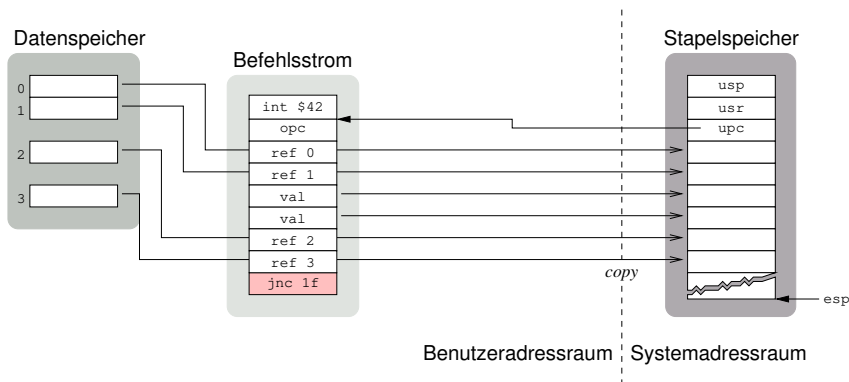 Datenspeicher
0
1
2
3
Befehlsstrom
int $42
opc
ref 0
ref 1
val
val
ref 2
ref 3
jnc 1f
Stapelspeicher
usp
usr
upc
copy
esp
Benutzeradressraum
Systemadressraum